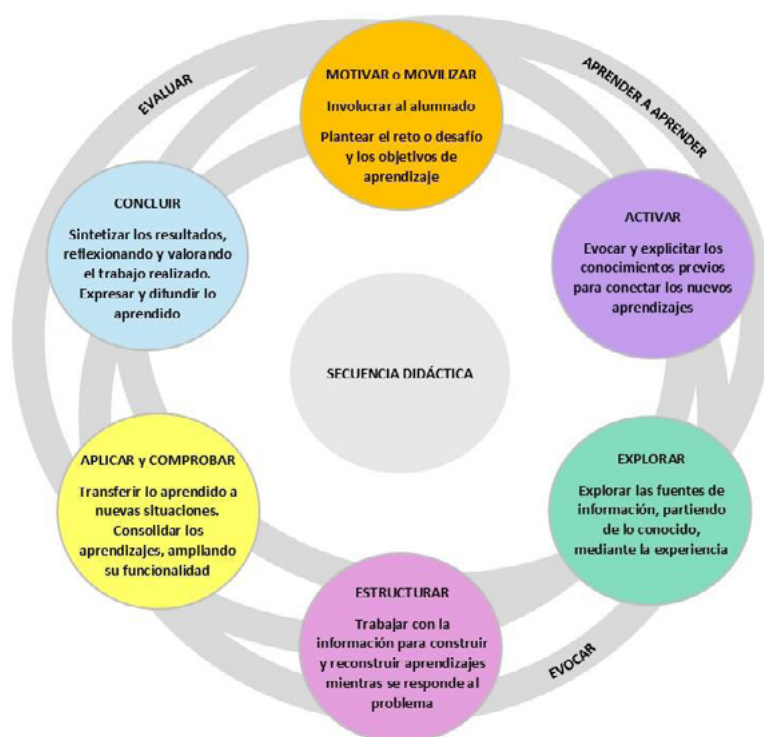 EVALUAR
APRENDER A APRENDER
MOTIVAR o MOVILIZAR
Involucrar al alumnado
Plantear el reto o desafío
y los objetivos de
aprendizaje
CONCLUIR
Sintetizar los resultados,
reflexionando y valorando
el trabajo realizado.
Expresar y difundir lo
aprendido
ACTIVAR
Evocar y explicitar los
conocimientos previos
para conectar los nuevos
aprendizajes
SECUENCIA DIDÁCTICA
APLICAR y COMPROBAR
Transferir lo aprendido a
nuevas situaciones.
Consolidar los
aprendizajes, ampliando
su funcionalidad
EXPLORAR
Explorar las fuentes de
información, partiendo
de lo conocido,
mediante la experiencia
ESTRUCTURAR
Trabajar con la
información para construir
y reconstruir aprendizajes
mientras se responde al
problema
EVOCAR